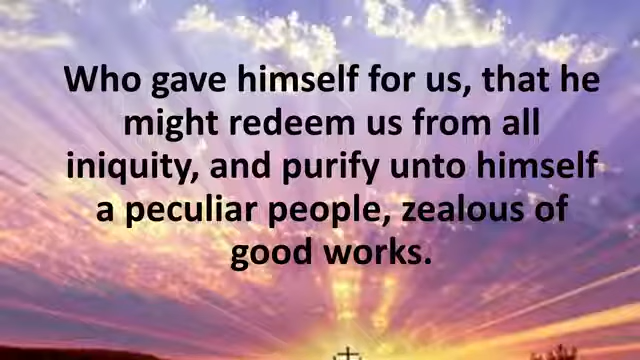 Who gave himself for us, that he
might redeem us from all
iniquity, and purify unto himself
a peculiar people, zealous of
good works.